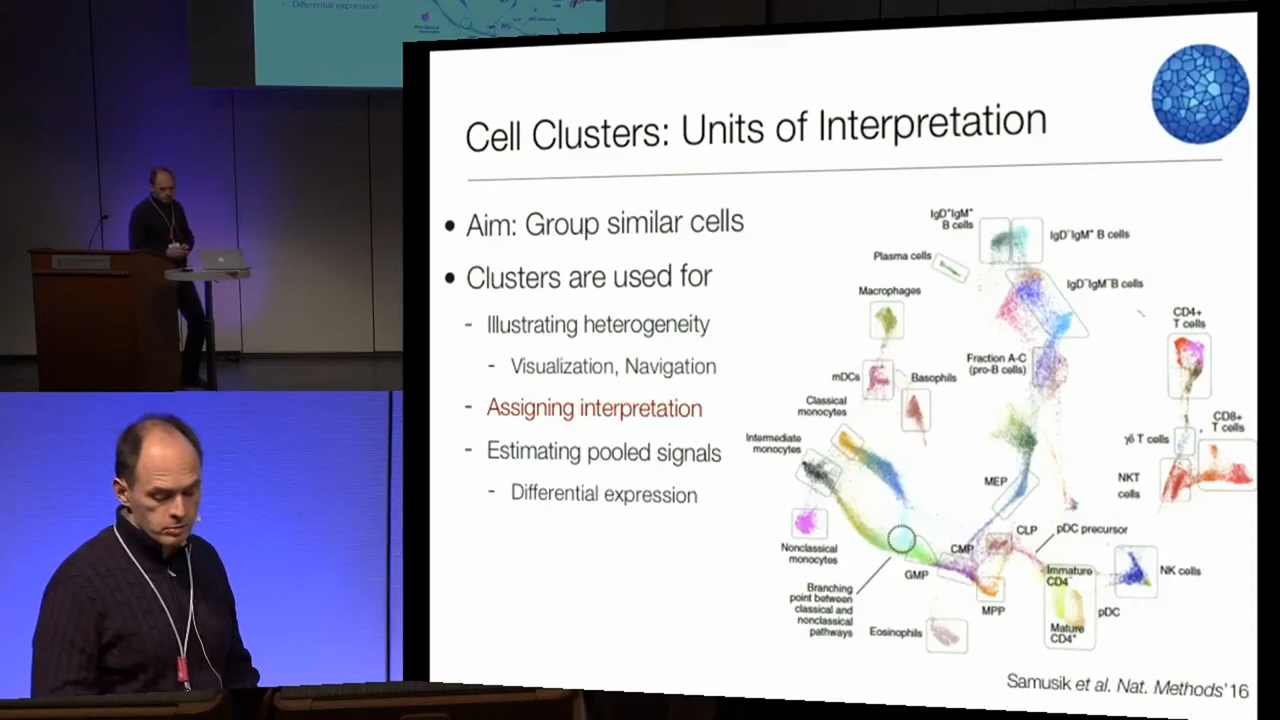 - Differential expression
Cell Clusters: Units of Interpretation
• Aim: Group similar cells
• Clusters are used for
- Illustrating heterogeneity
- Visualization, Navigation
- Assigning interpretation
- Estimating pooled signals
- Differential expression
IgD⁺IgM⁺
B cells
IgD⁻IgM⁺ B cells
Plasma cells
IgD⁻IgM⁻B cells
Macrophages
CD4+
T cells
Fraction A-C
(pro-B cells)
mDCs
Basophils
Classical
monocytes
CD8+
T cells
γδ T cells
Intermediate
monocytes
MEP
NKT
cells
CLP
pDC precursor
Nonclassical
monocytes
CMP
GMP
Immature
CD4⁻
NK cells
Branching
point between
classical and
nonclassical
pathways
MPP
pDC
Eosinophils
Mature
CD4⁺
Samusik et al. Nat. Methods'16